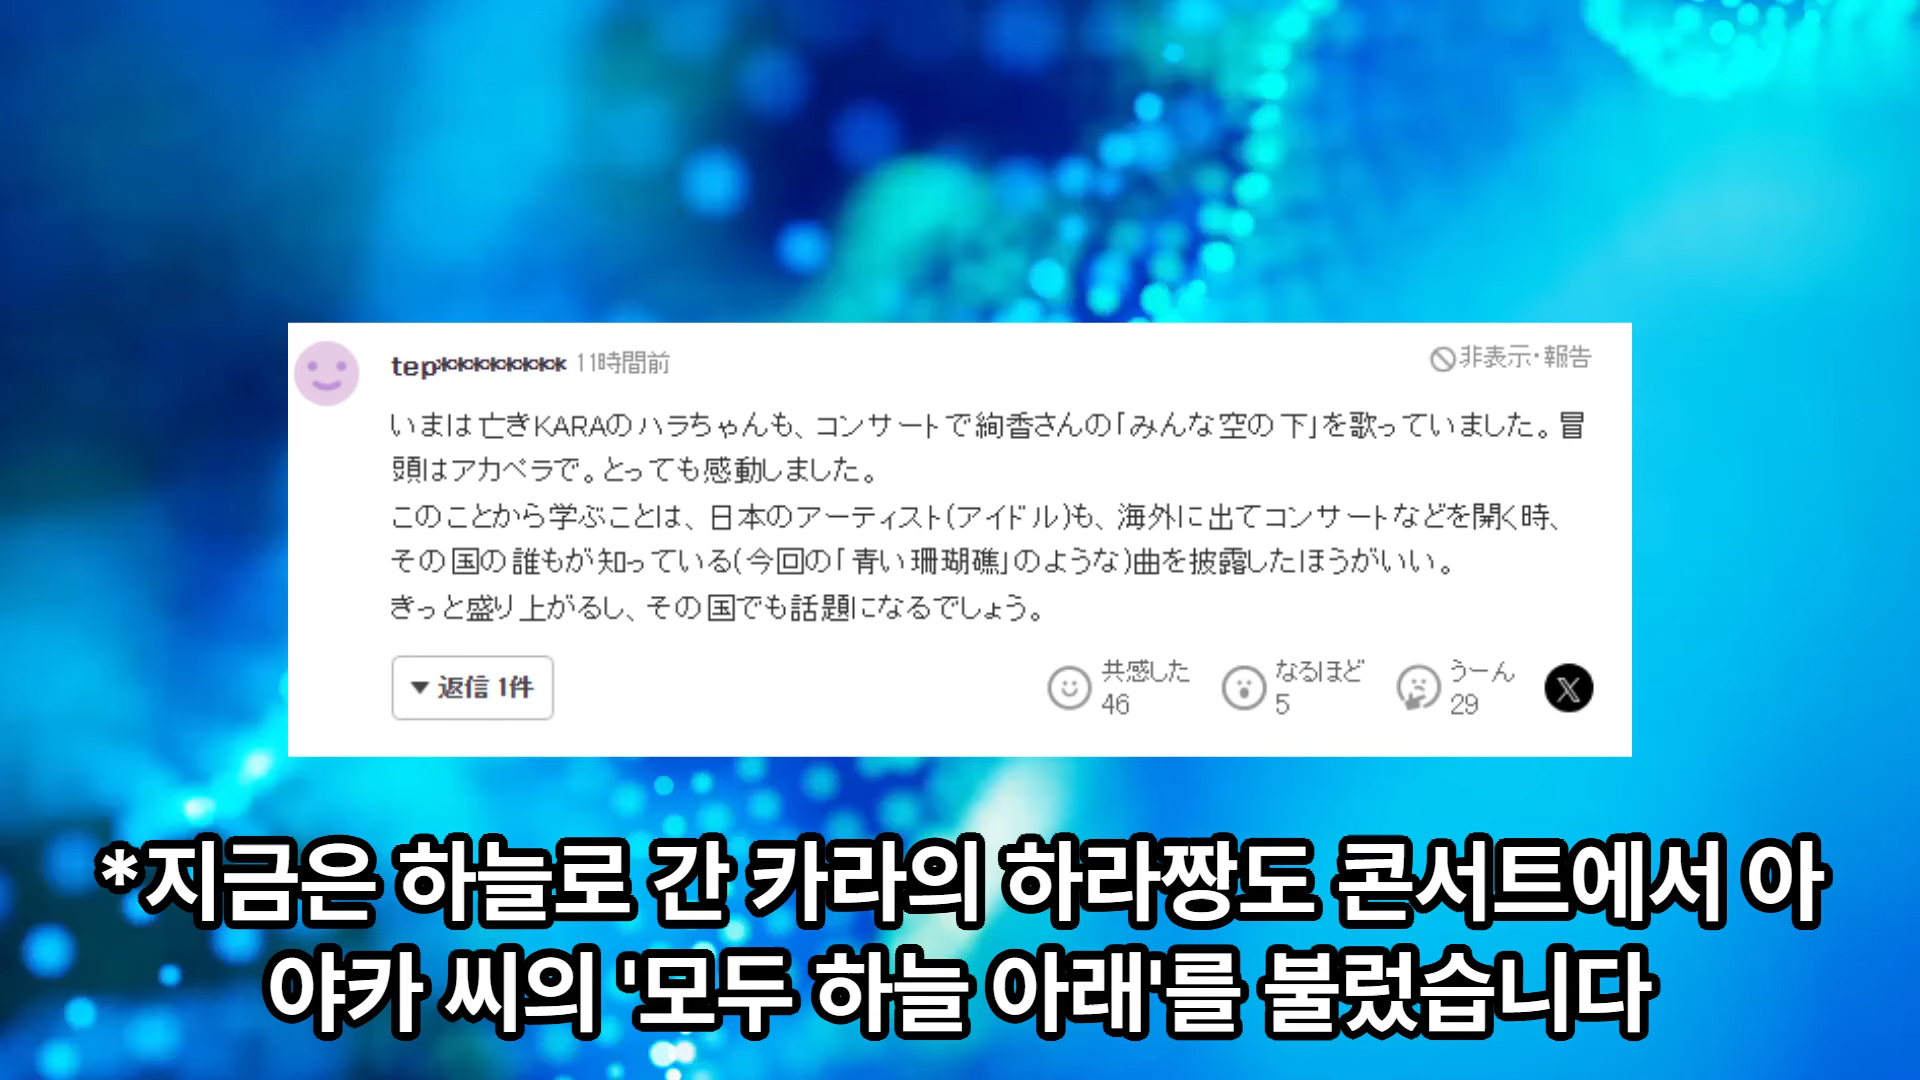 tep********* 11時間前
非表示・報告
いまは亡きKARAのハラちゃんも、コンサートで絢香さんの「みんな空の下」を歌っていました。冒
頭はアカペラで。とっても感動しました。
このことから学ぶことは、日本のアーティスト(アイドル)も、海外に出てコンサートなどを開く時、
その国の誰もが知っている(今回の「青い珊瑚礁」のような)曲を披露したほうがいい。
きっと盛り上がるし、その国でも話題になるでしょう。
▼ 返信 1件
共感した
46
なるほど
5
うーん
29
X
*지금은 하늘로 간 카라의 하라짱도 콘서트에서 아
야카 씨의 '모두 하늘 아래'를 불렀습니다